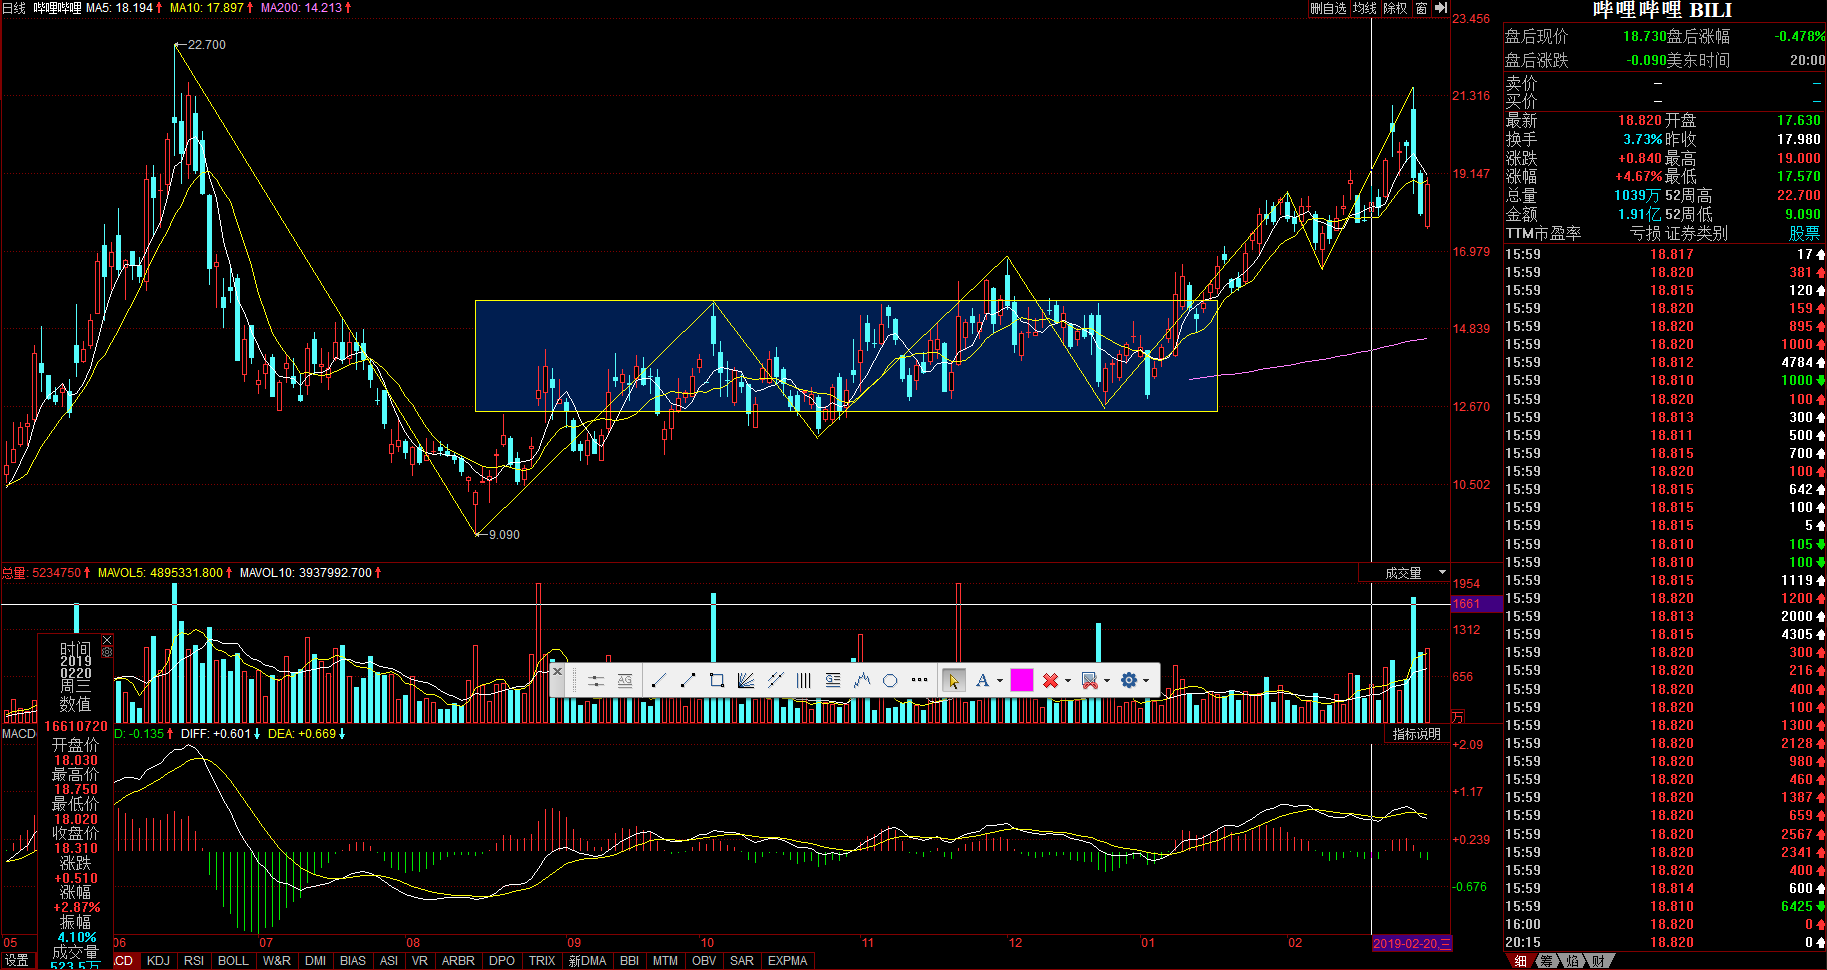 日线 哔哩哔哩 MA5: 18.194 MA10: 17.897 MA200: 14.213
删自选 均线 除权 窗
哔哩哔哩 BILI
23.456
22.700
21.316
19.147
16.979
14.839
12.670
10.502
9.090
盘后现价 18.730 盘后涨幅 -0.478%
盘后涨跌 -0.090 美东时间 20:00
卖价 – –
买价 – –
最新 18.820 开盘 17.630
换手 3.73% 昨收 17.980
涨跌 +0.840 最高 19.000
涨幅 +4.67% 最低 17.570
总量 1039万 52周高 22.700
金额 1.91亿 52周低 9.090
TTM市盈率 亏损 证券类别 股票
15:59 18.817 17
15:59 18.820 381
15:59 18.815 120
15:59 18.820 159
15:59 18.820 895
15:59 18.820 1000
15:59 18.812 4784
15:59 18.810 1000
15:59 18.820 100
15:59 18.813 300
15:59 18.811 500
15:59 18.815 700
15:59 18.820 100
15:59 18.815 642
15:59 18.815 100
15:59 18.815 5
15:59 18.810 105
15:59 18.810 100
15:59 18.815 1119
15:59 18.820 1200
15:59 18.813 2000
15:59 18.815 4305
15:59 18.820 300
15:59 18.820 216
15:59 18.820 400
15:59 18.820 100
15:59 18.820 1300
15:59 18.820 2128
15:59 18.820 980
15:59 18.820 460
15:59 18.820 1387
15:59 18.820 659
15:59 18.820 2567
15:59 18.820 2341
15:59 18.820 400
15:59 18.814 600
15:59 18.810 6425
16:00 18.820 0
20:15 18.820 0
细 筹 焰 财
总量: 5234750 MAVOL5: 4895331.800 MAVOL10: 3937992.700
成交量
1954
1661
1312
656
万
时间
2019
0220
周三
数值
16610720
开盘价
18.030
最高价
18.750
最低价
18.020
收盘价
18.310
涨跌
+0.510
涨幅
+2.87%
振幅
4.10%
成交量
523.5万
AG
A
MACD D: -0.135 DIFF: +0.601 DEA: +0.669
指标说明
+2.09
+1.17
+0.239
-0.676
05 06 07 08 09 10 11 12 01 02 2019-02-20,三
设置 CD KDJ RSI BOLL W&R DMI BIAS ASI VR ARBR DPO TRIX 新DMA BBI MTM OBV SAR EXPMA